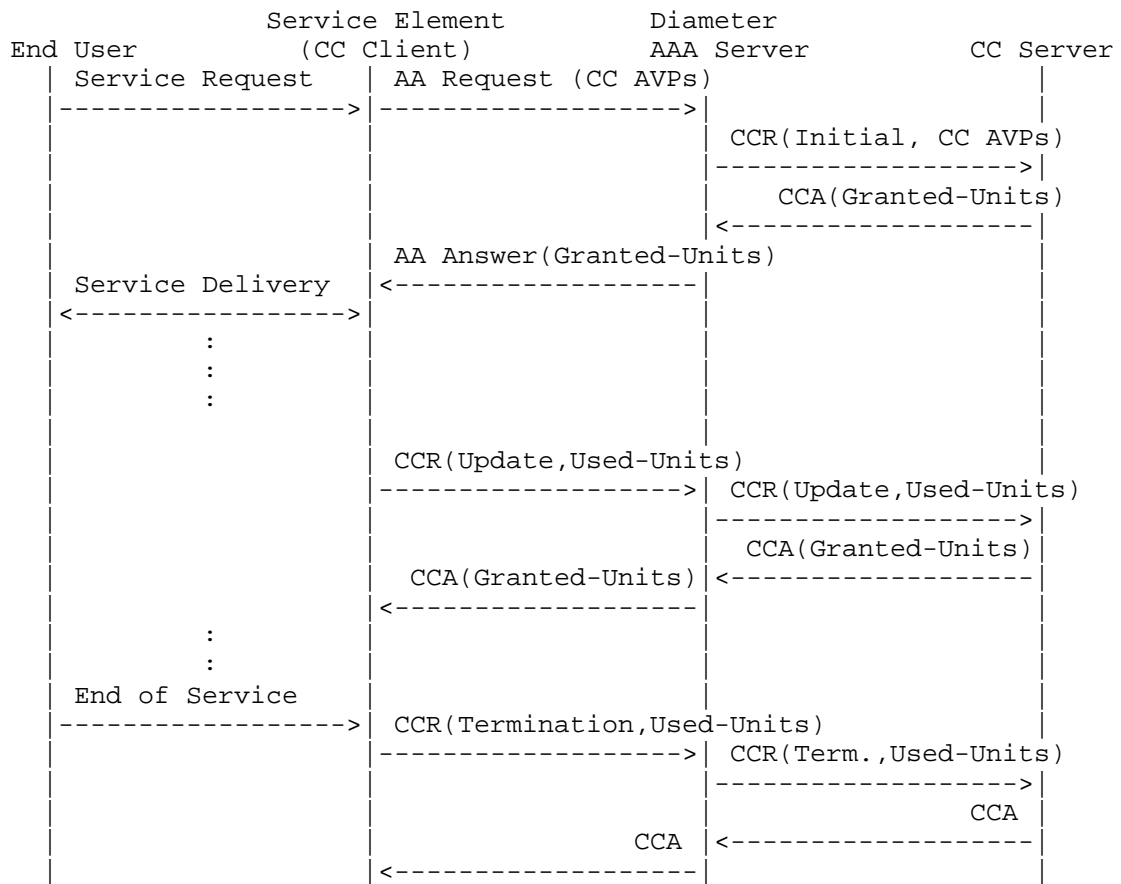 Service Element Diameter
End User (CC Client) AAA Server CC Server
Service Request AA Request (CC AVPs)
CCR(Initial, CC AVPs)
CCA(Granted-Units)
AA Answer(Granted-Units)
Service Delivery
:
:
:
CCR(Update,Used-Units)
CCR(Update,Used-Units)
CCA(Granted-Units)
CCA(Granted-Units)
:
:
End of Service
CCR(Termination,Used-Units)
CCR(Term.,Used-Units)
CCA
CCA